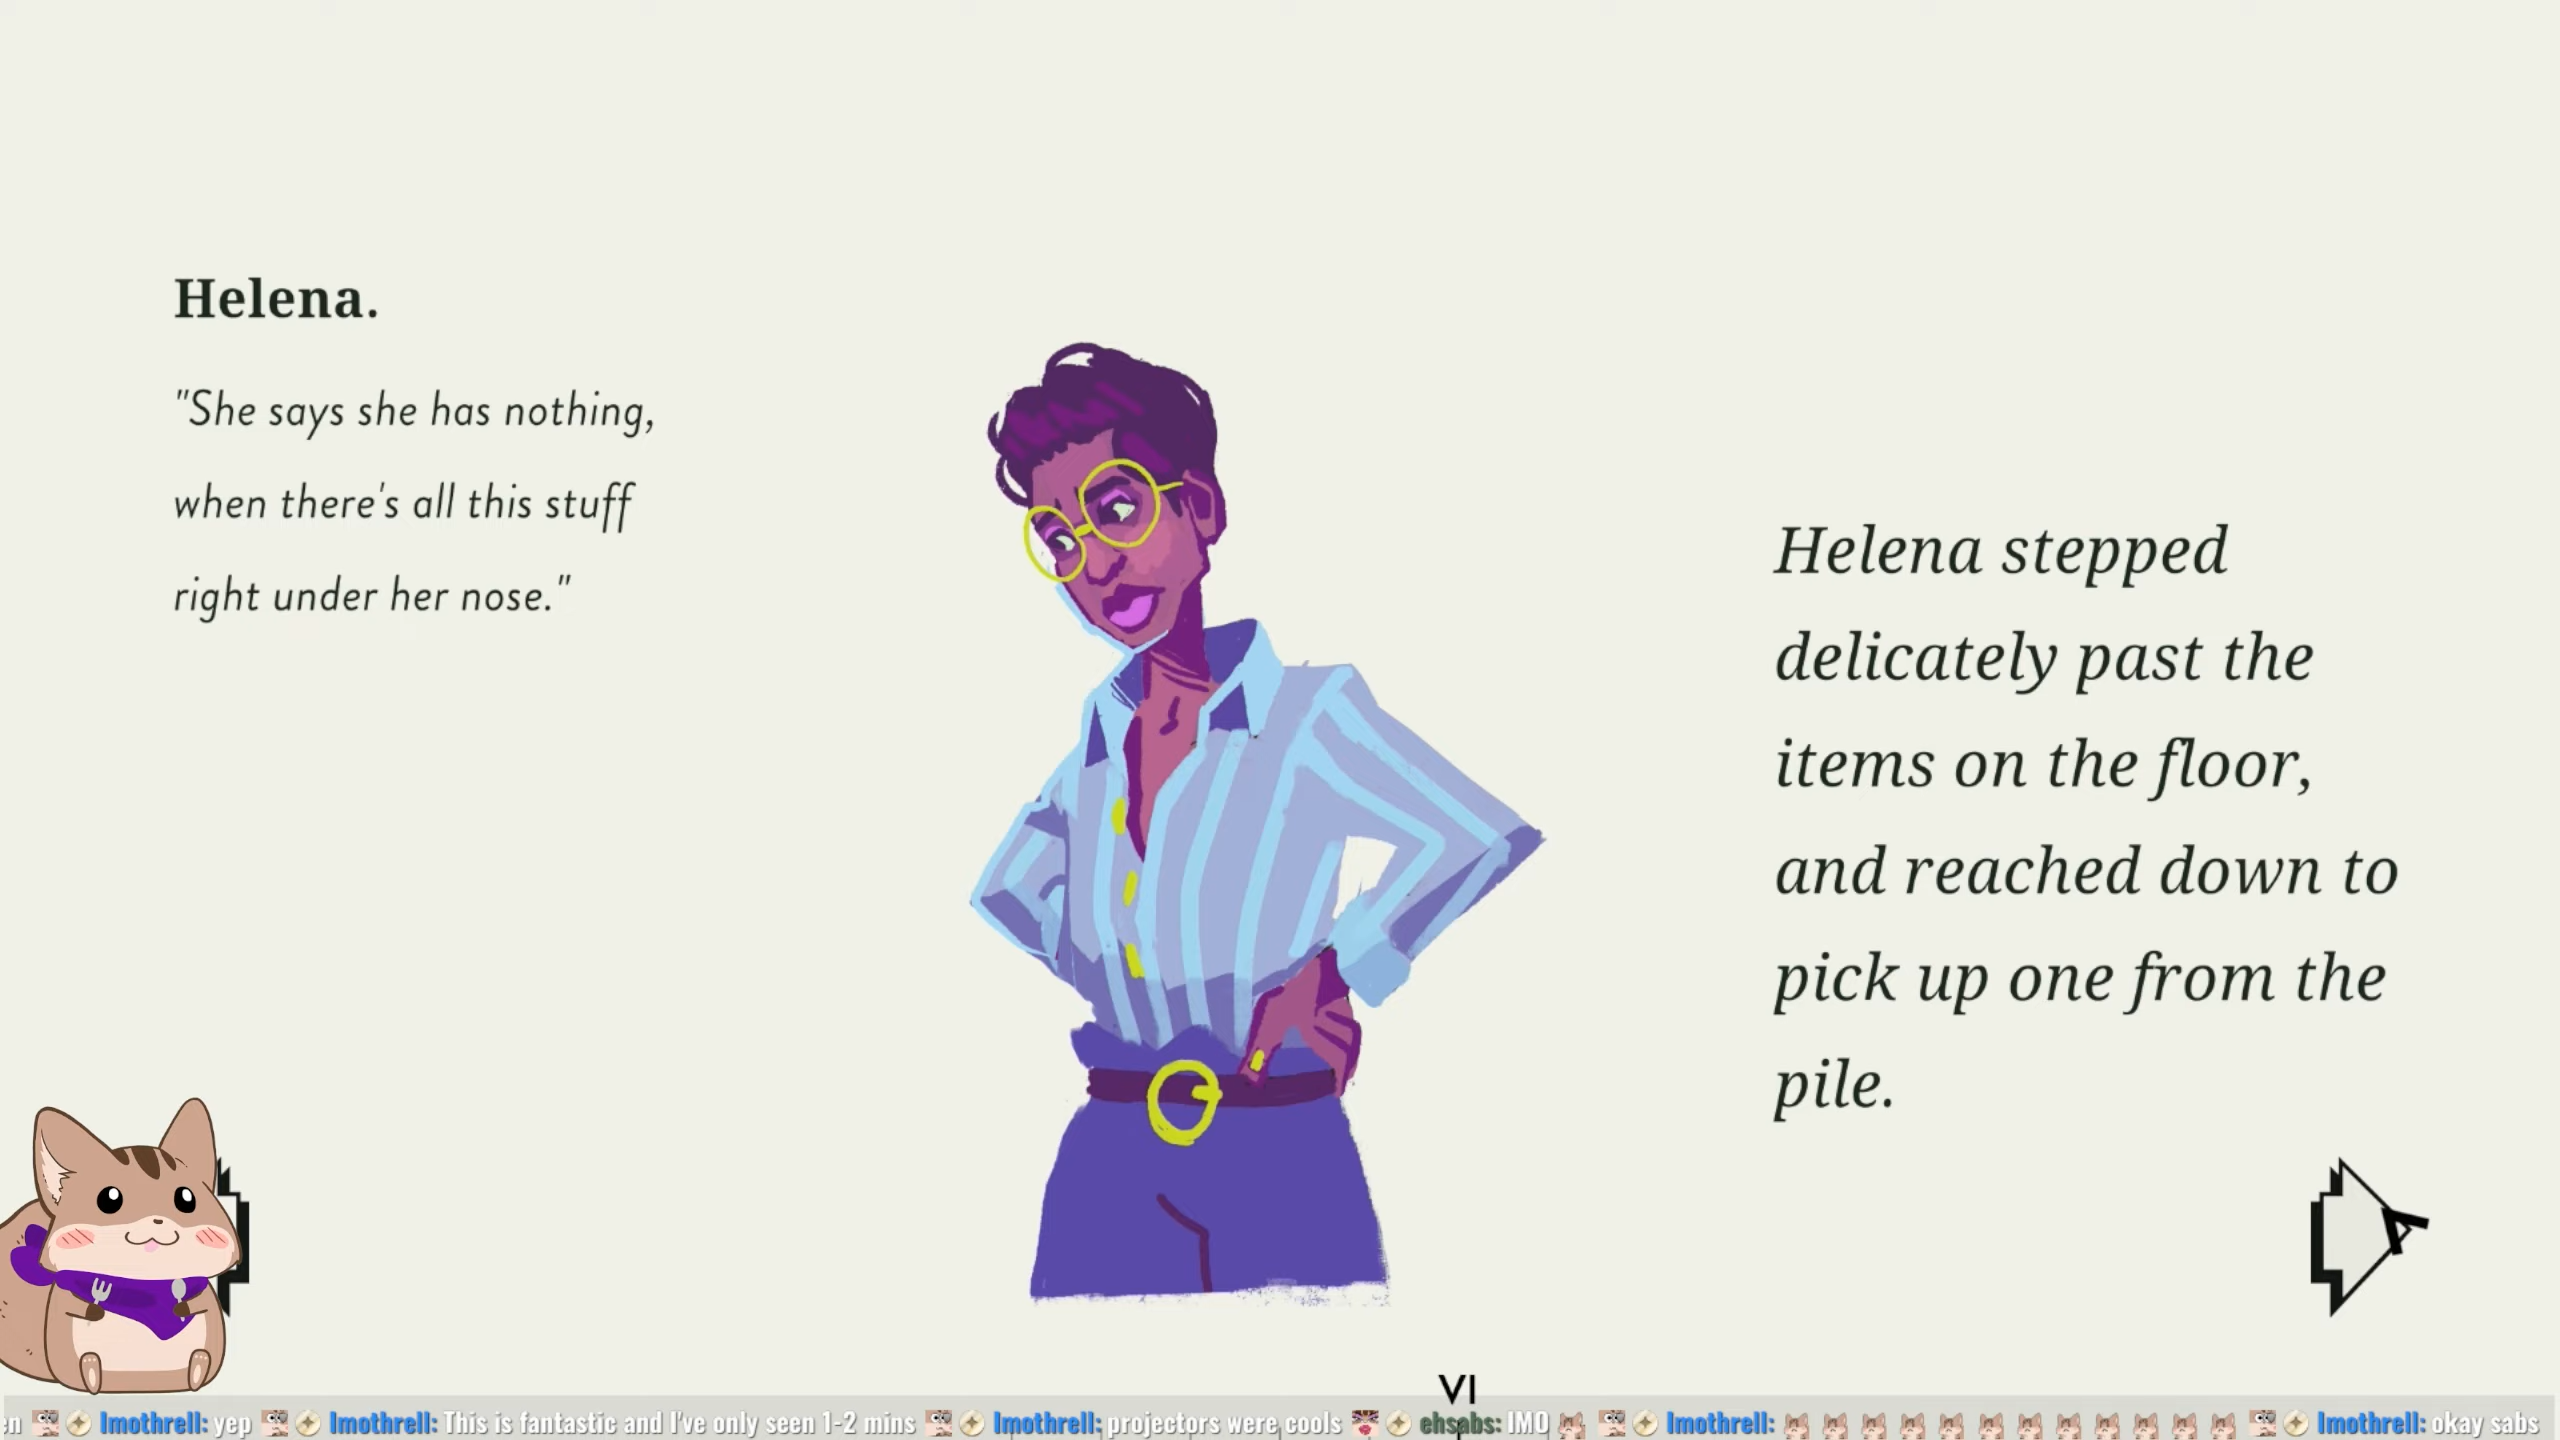 Helena.
"She says she has nothing,
when there's all this stuff
right under her nose."
Helena stepped
delicately past the
items on the floor,
and reached down to
pick up one from the
pile.
A
VI
en lmothrell: yep lmothrell: This is fantastic and I've only seen 1-2 mins lmothrell: projectors were cools ehsabs: IMO lmothrell: lmothrell: okay sabs